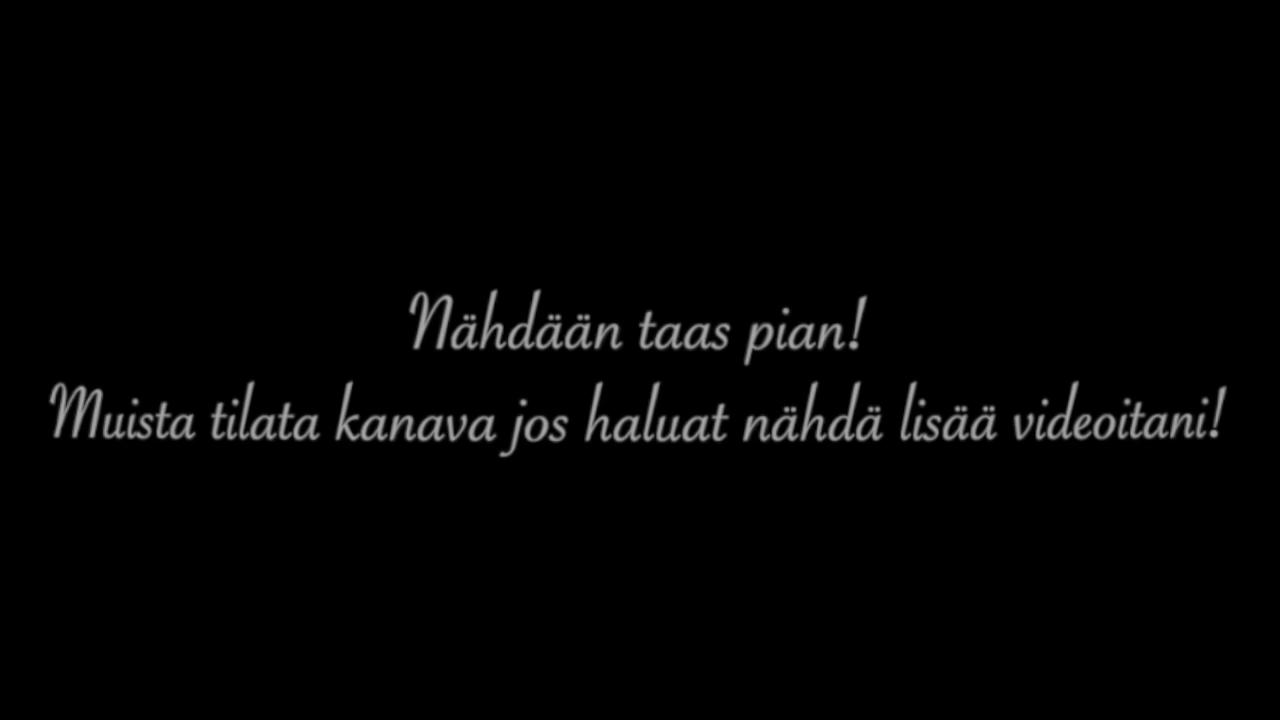 Nähdään taas pian!
Muista tilata kanava jos haluat nähdä lisää videoitani!